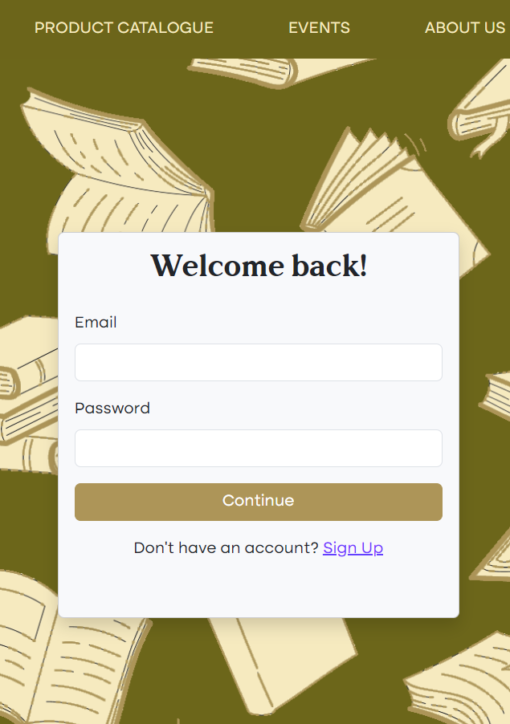 PRODUCT CATALOGUE EVENTS ABOUT US
Welcome back!
Email
Password
Continue
Don't have an account? Sign Up